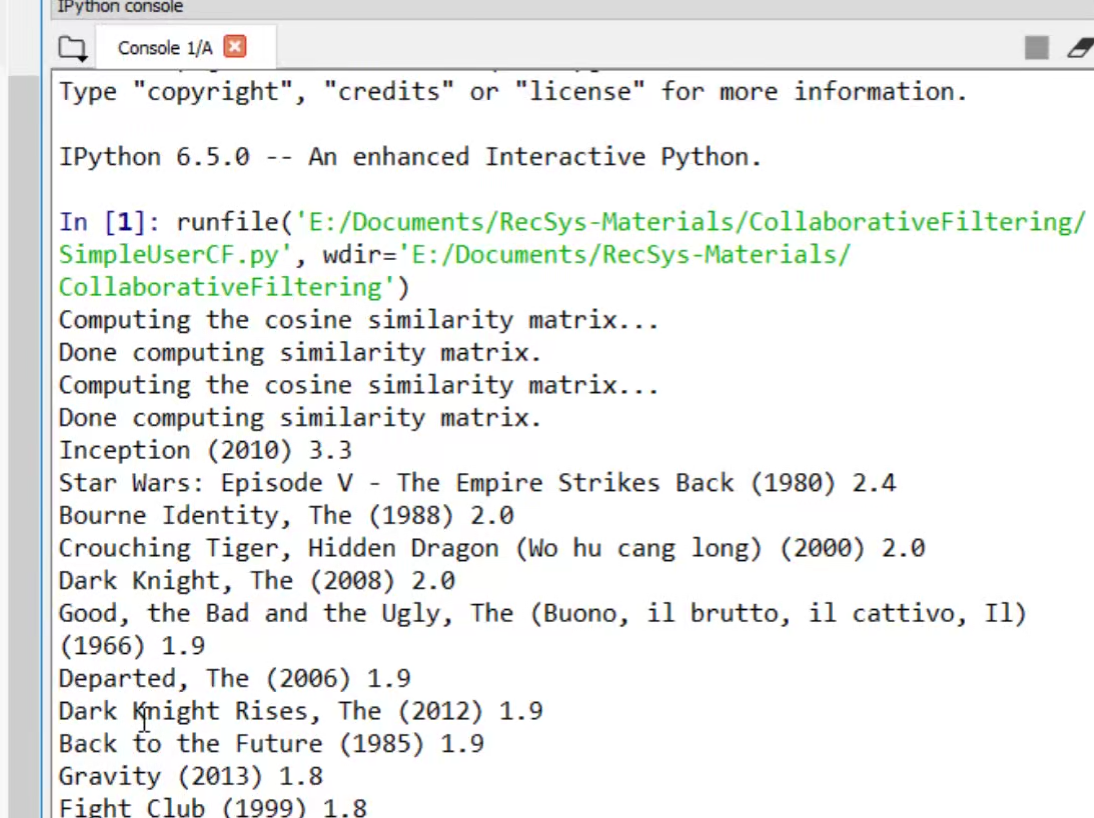 IPython console
Console 1/A
Type "copyright", "credits" or "license" for more information.
IPython 6.5.0 -- An enhanced Interactive Python.
In [1]: runfile('E:/Documents/RecSys-Materials/CollaborativeFiltering/
SimpleUserCF.py', wdir='E:/Documents/RecSys-Materials/
CollaborativeFiltering')
Computing the cosine similarity matrix...
Done computing similarity matrix.
Computing the cosine similarity matrix...
Done computing similarity matrix.
Inception (2010) 3.3
Star Wars: Episode V - The Empire Strikes Back (1980) 2.4
Bourne Identity, The (1988) 2.0
Crouching Tiger, Hidden Dragon (Wo hu cang long) (2000) 2.0
Dark Knight, The (2008) 2.0
Good, the Bad and the Ugly, The (Buono, il brutto, il cattivo, Il)
(1966) 1.9
Departed, The (2006) 1.9
Dark Knight Rises, The (2012) 1.9
Back to the Future (1985) 1.9
Gravity (2013) 1.8
Fight Club (1999) 1.8